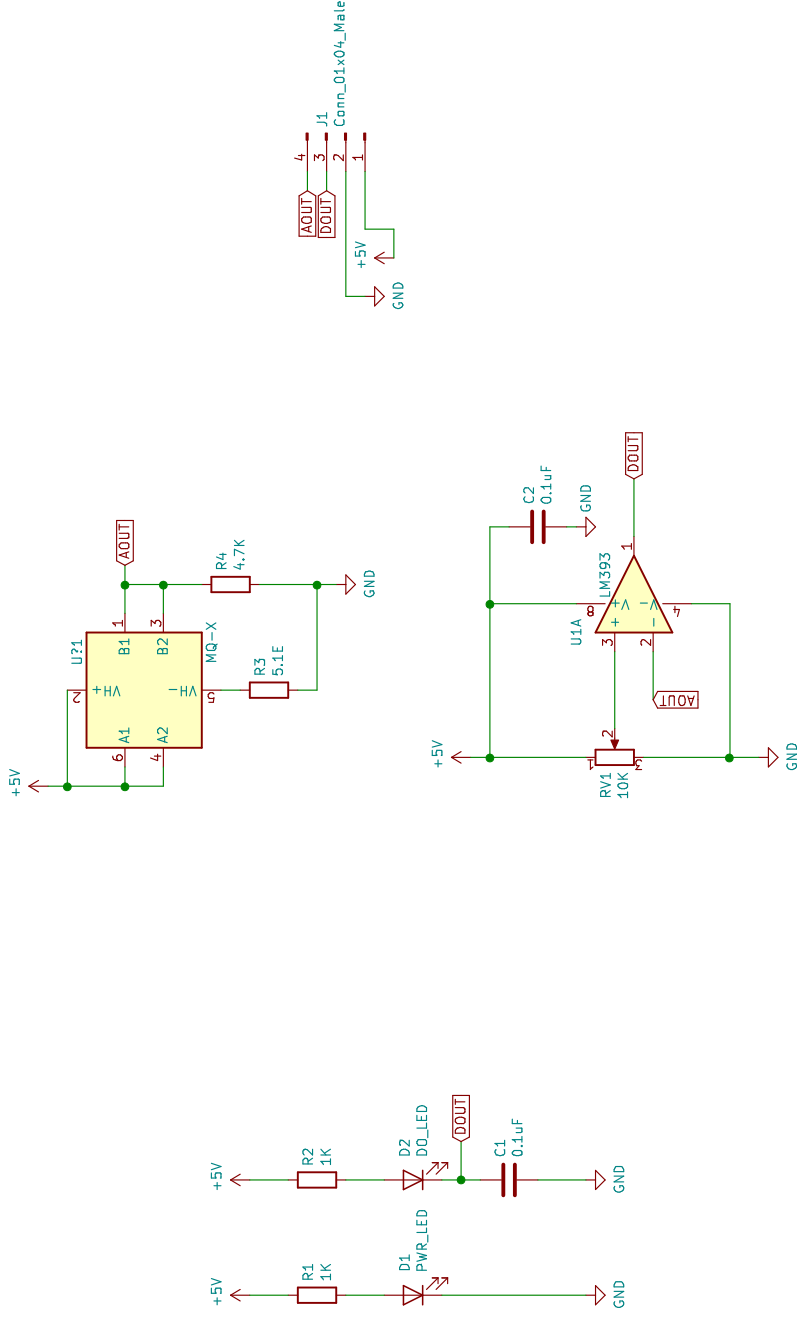 +5V
R1
1K
D1
PWR_LED
GND
+5V
R2
1K
D2
DO_LED
DOUT
C1
0.1uF
GND
+5V
U?1
MQ-X
2
VH+
6
A1
B1
1
4
A2
B2
3
VH-
5
AOUT
R3
5.1E
R4
4.7K
GND
+5V
RV1
10K
1
2
3
GND
U1A
LM393
8
V+
3
+
2
-
V-
4
1
AOUT
DOUT
C2
0.1uF
GND
J1
Conn_01x04_Male
AOUT
4
DOUT
3
2
1
+5V
GND